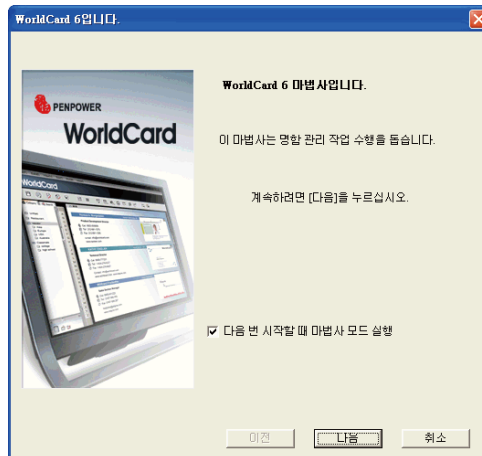 WorldCard 6입니다.
PENPOWER
WorldCard
WorldCard
WorldCard 6 마법사입니다.
이 마법사는 명함 관리 작업 수행을 돕습니다.
계속하려면 [다음]을 누르십시오.
다음 번 시작할 때 마법사 모드 실행
이전
다음
취소